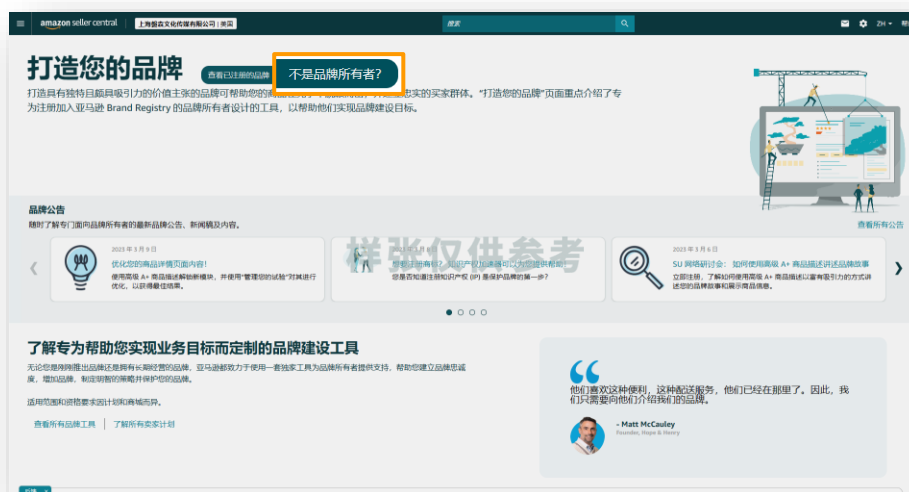 amazon seller central
上海韶森文化传媒有限公司 | 美国
搜索
ZH
打造您的品牌
查看已注册的品牌
不是品牌所有者?
打造具有独特且颇具吸引力的价值主张的品牌可帮助您的
忠实的买家群体。“打造您的品牌”页面重点介绍了专
为注册加入亚马逊 Brand Registry 的品牌所有者设计的工具，以帮助他们实现品牌建设目标。
品牌公告
随时了解专门面向品牌所有者的最新品牌公告、新闻稿及内容。
查看所有公告
样张仅供参考
2023 年 3 月 9 日
优化您的商品详情页面内容!
使用高级 A+ 商品描述解锁新模块，并使用“管理您的试验”对其进行
优化，以获得最佳结果。
想要注册商标? 知识产权加速器可以为您提供帮助!
您是否知道注册知识产权 (IP) 是保护品牌的第一步?
2023 年 3 月 6 日
SU 网络研讨会： 如何使用高级 A+ 商品描述讲述品牌故事
立即注册，了解如何使用高级 A+ 商品描述以富有吸引力的方式讲
述您的品牌故事和展示商品信息。
了解专为帮助您实现业务目标而定制的品牌建设工具
无论您是刚刚推出品牌还是拥有长期经营的品牌，亚马逊都致力于使用一套独家工具为品牌所有者提供支持，帮助您建立品牌忠诚
度，增加品牌、制定明智的策略并保护您的品牌。
适用范围和资格要求因计划和商城而异。
查看所有品牌工具
了解所有卖家计划
他们喜欢这种便利，这种配送服务，他们已经在那里了。因此，我
们只需要向他们介绍我们的品牌。
- Matt McCauley
Founder, Hope & Henry